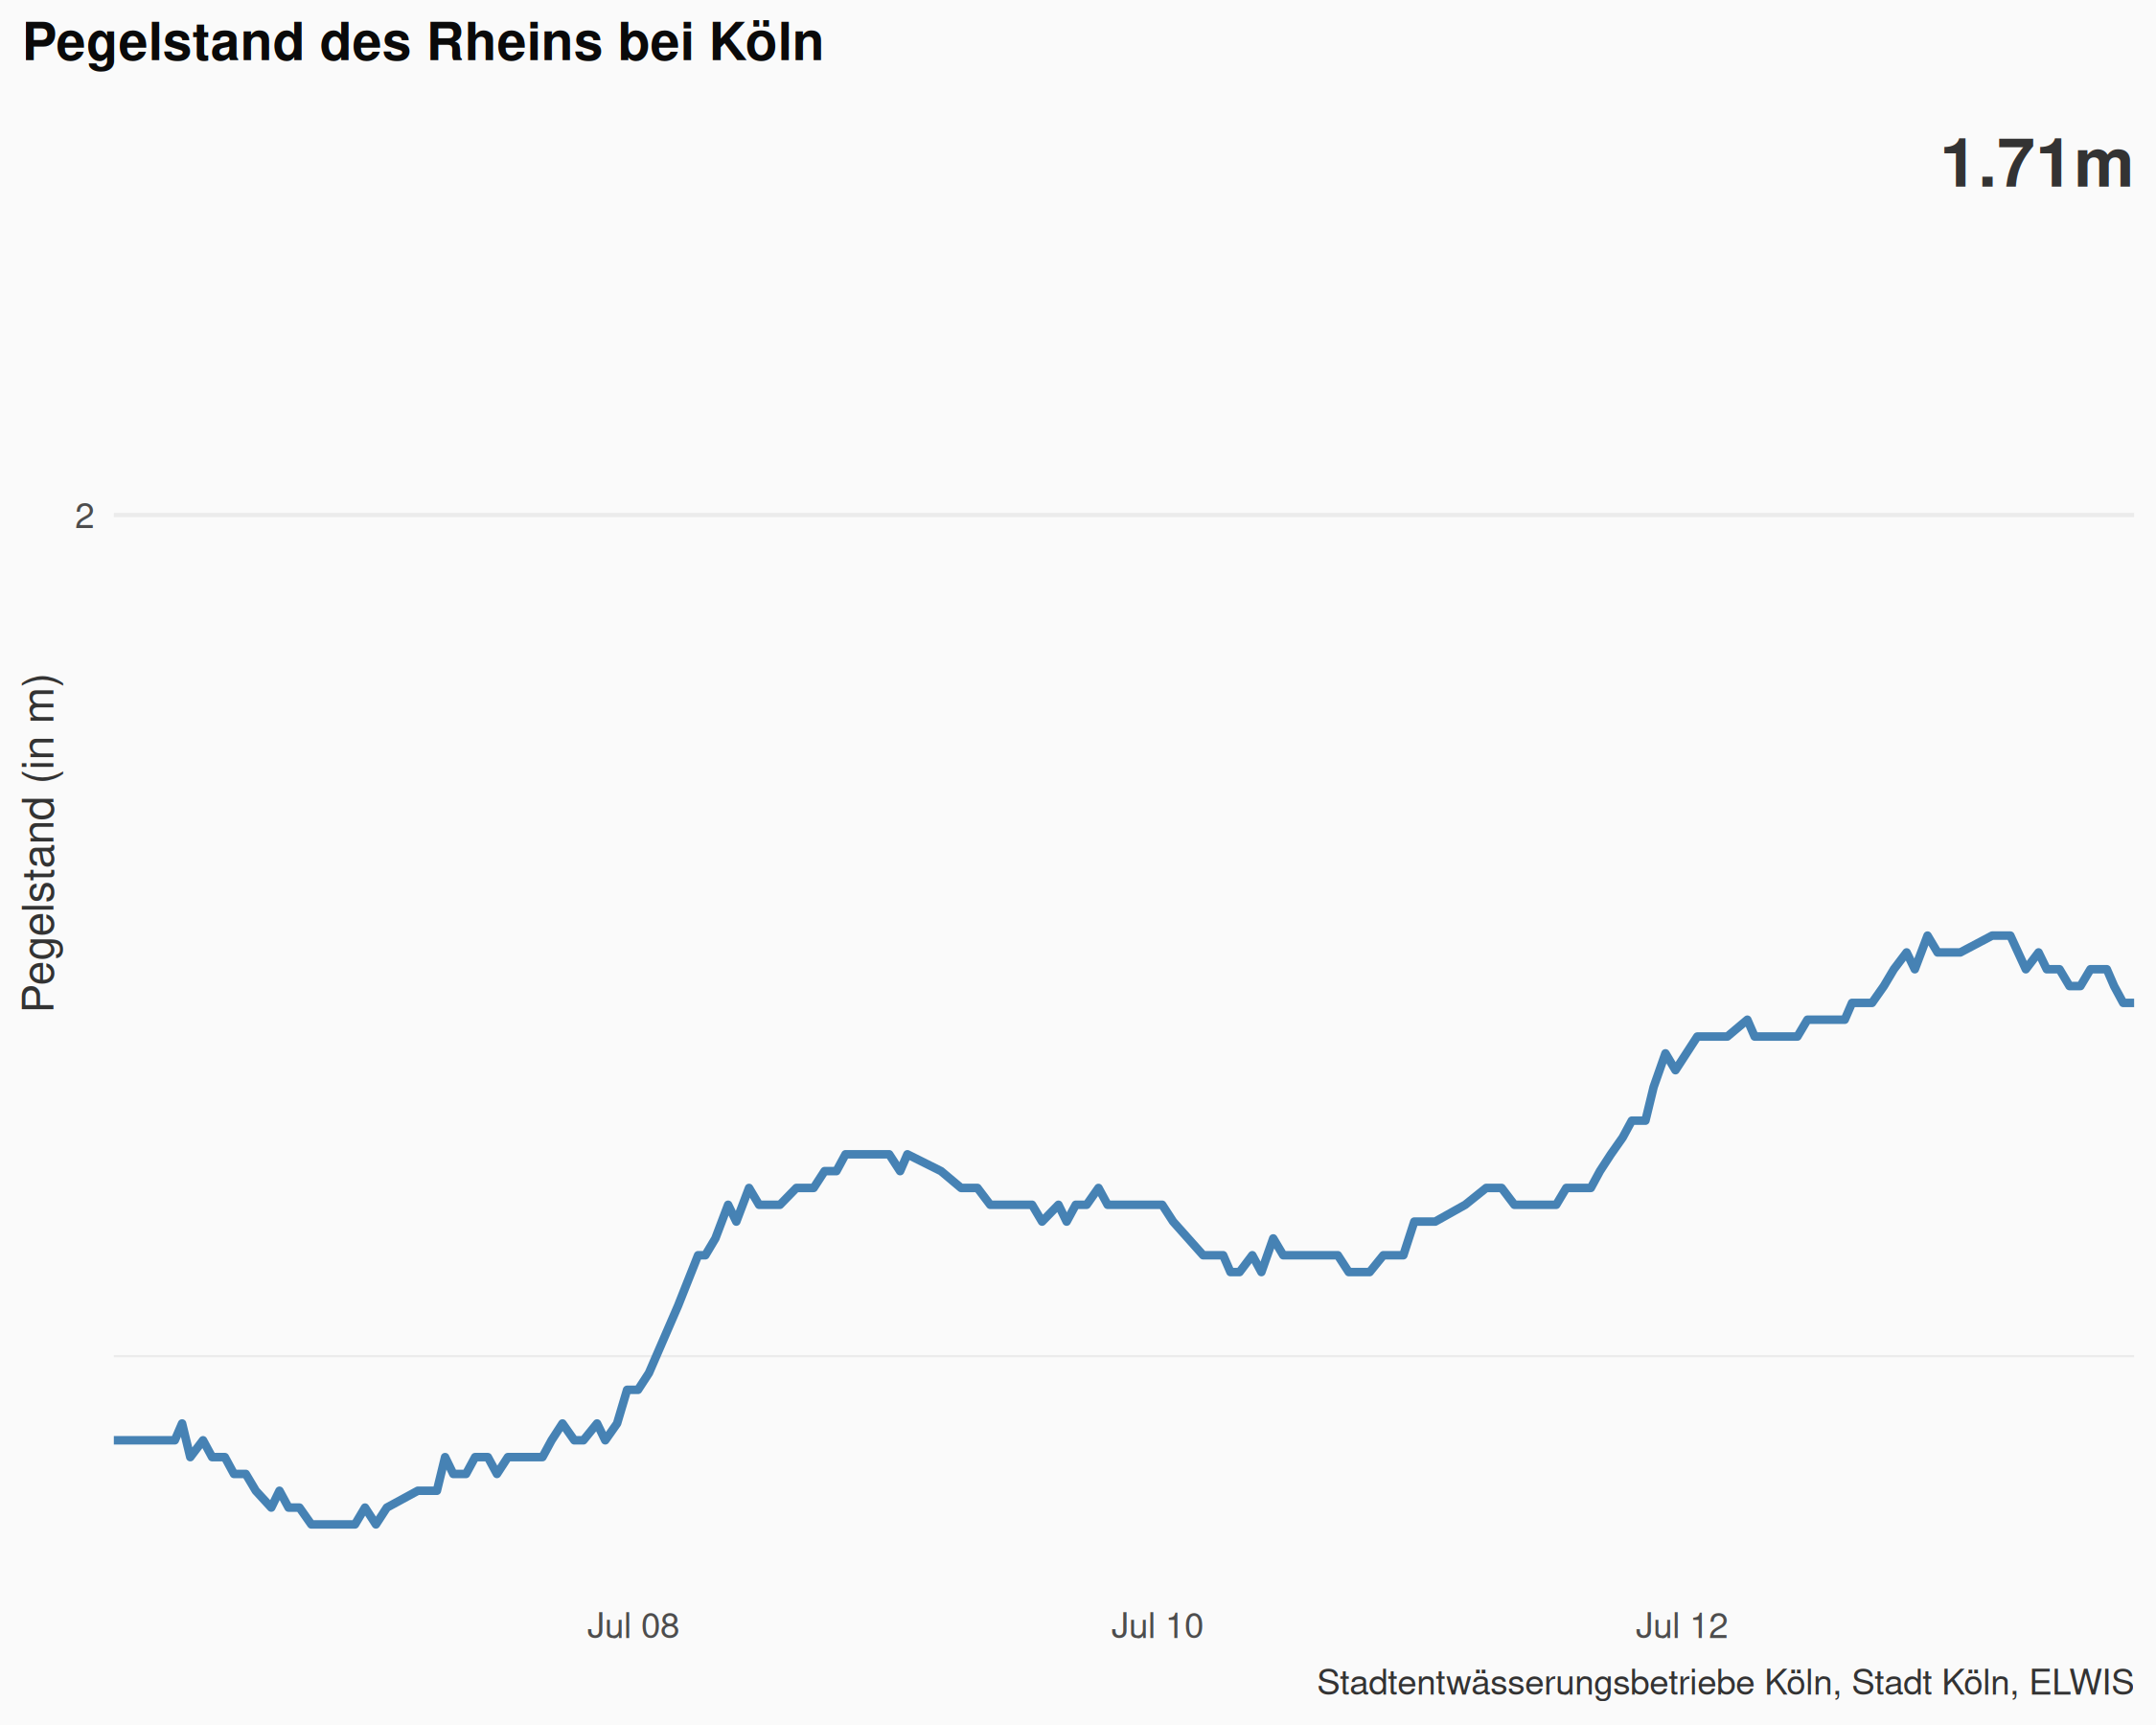 Pegelstand des Rheins bei Köln
1.71m
2
Pegelstand (in m)
Jul 08
Jul 10
Jul 12
Stadtentwässerungsbetriebe Köln, Stadt Köln, ELWIS